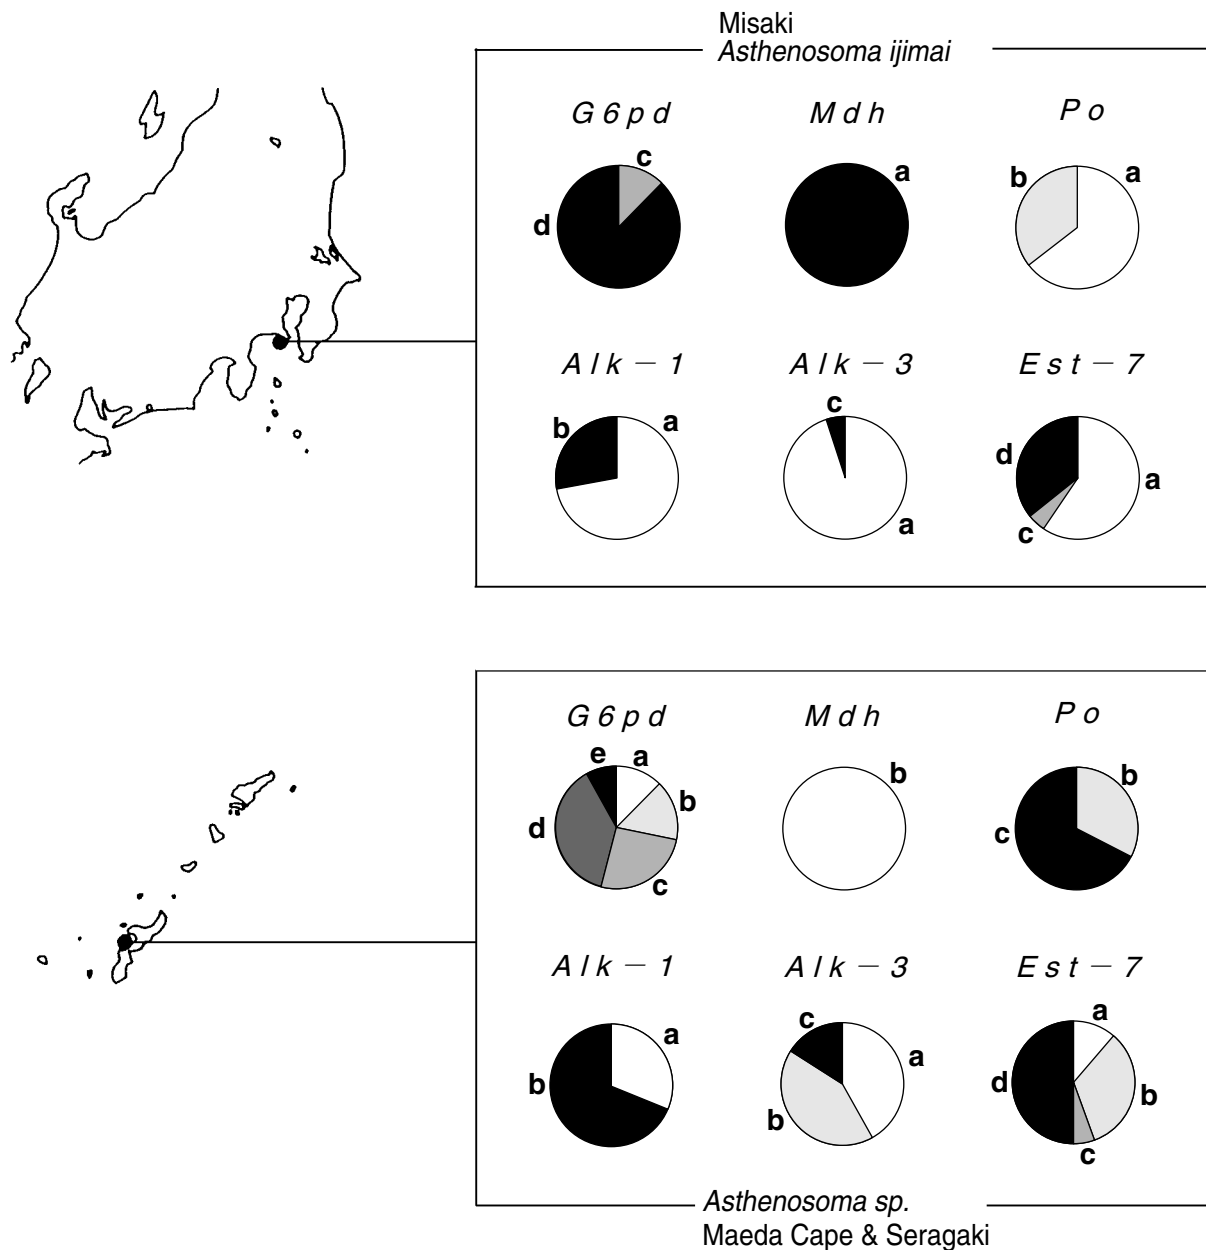 Misaki
Asthenosoma ijimai
G6pd Mdh Po
c d
a
b a
Alk－1 Alk－3 Est－7
b a
c a
d a c
G6pd Mdh Po
e a b d c
b
b c
Alk－1 Alk－3 Est－7
a b
c a b
a d b c
Asthenosoma sp.
Maeda Cape & Seragaki